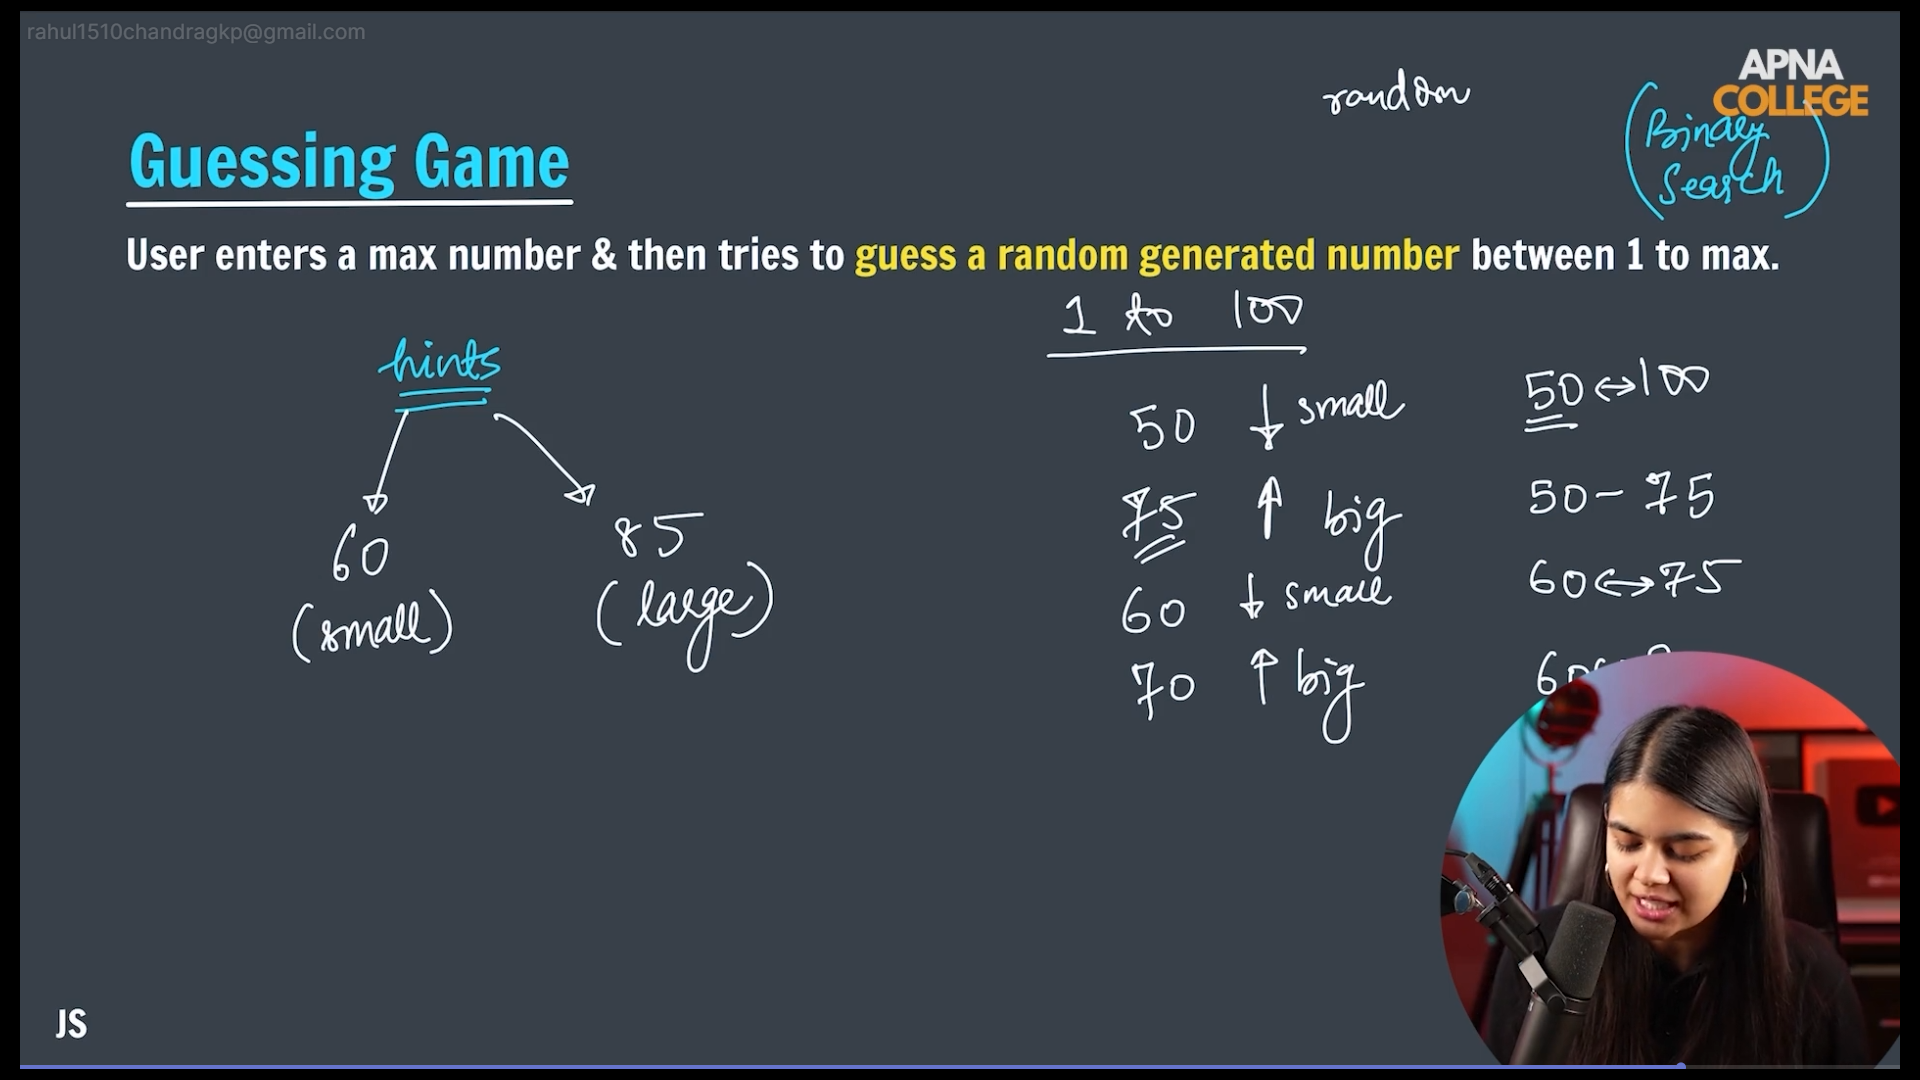 rahul1510chandragkp@gmail.com
APNA
COLLEGE
random
(Binary
Search)
Guessing Game
User enters a max number & then tries to guess a random generated number between 1 to max.
1 to 100
hints
50 ↓ small
50 ↔ 100
75 ↑ big
50 - 75
60
85
(small)
(large)
60 ↓ small
60 ↔ 75
70 ↑ big
JS